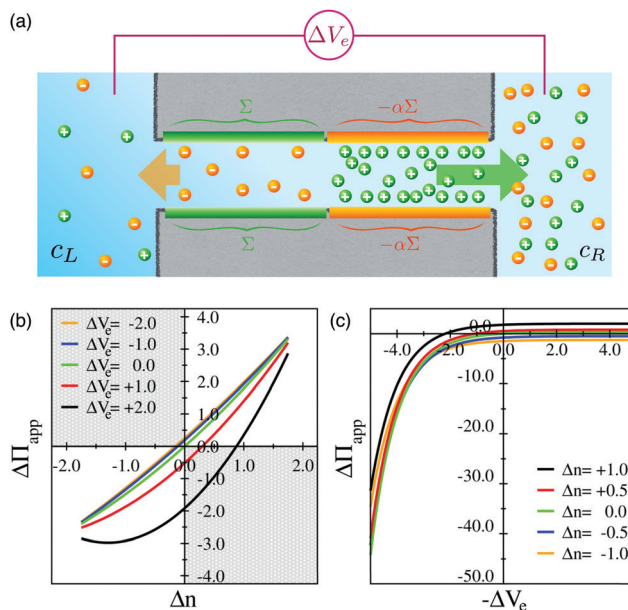 (a)
ΔVₑ
Σ
-αΣ
c_L
c_R
Σ
-αΣ
(b)
ΔVₑ= -2.0
ΔVₑ= -1.0
ΔVₑ= 0.0
ΔVₑ= +1.0
ΔVₑ= +2.0
4.0
3.0
2.0
1.0
0.0
-1.0
-2.0
-3.0
-4.0
-2.0 -1.0 0.0 1.0 2.0
ΔΠapp
Δn
(c)
0.0
-10.0
-20.0
-30.0
-40.0
-50.0
-4.0 -2.0 0.0 2.0 4.0
Δn= +1.0
Δn= +0.5
Δn= 0.0
Δn= -0.5
Δn= -1.0
ΔΠapp
-ΔVₑ